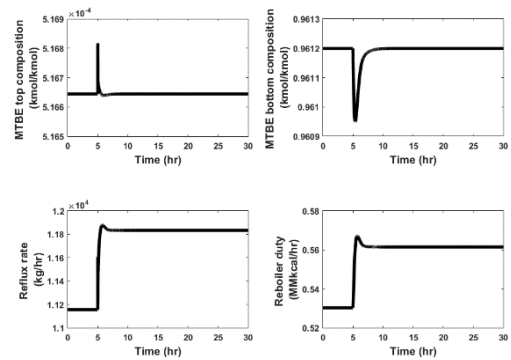 ×10⁻⁴
5.169
5.168
5.167
5.166
5.165
MTBE top composition
(kmol/kmol)
0 5 10 15 20 25 30
Time (hr)
0.9613
0.9612
0.9612
0.961
0.9609
MTBE bottom composition
(kmol/kmol)
0 5 10 15 20 25 30
Time (hr)
×10⁴
1.2
1.18
1.16
1.14
1.12
1.1
Reflux rate
(kg/hr)
0 5 10 15 20 25 30
Time (hr)
0.58
0.56
0.54
0.52
Reboiler duty
(MMkcal/hr)
0 5 10 15 20 25 30
Time (hr)